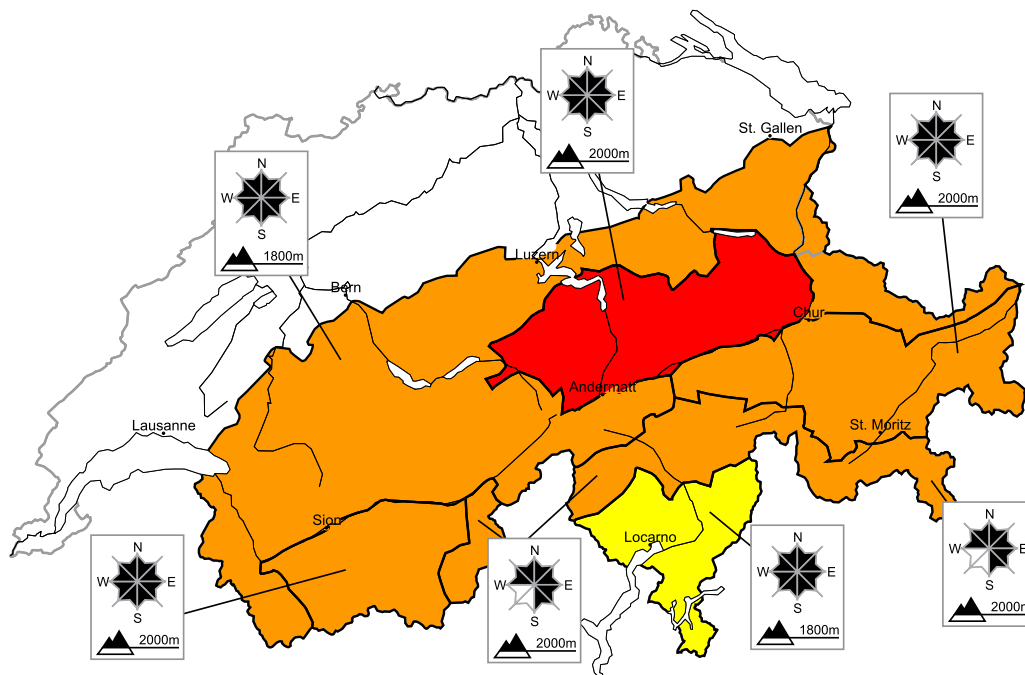 N
W E
S
2000m
St. Gallen
N
W E
S
2000m
N
W E
S
1800m
Luzern
Bern
Chur
Andermatt
Lausanne
St. Moritz
Sion
Locarno
N
W E
S
2000m
N
W E
S
2000m
N
W E
S
1800m
N
W E
S
2000m